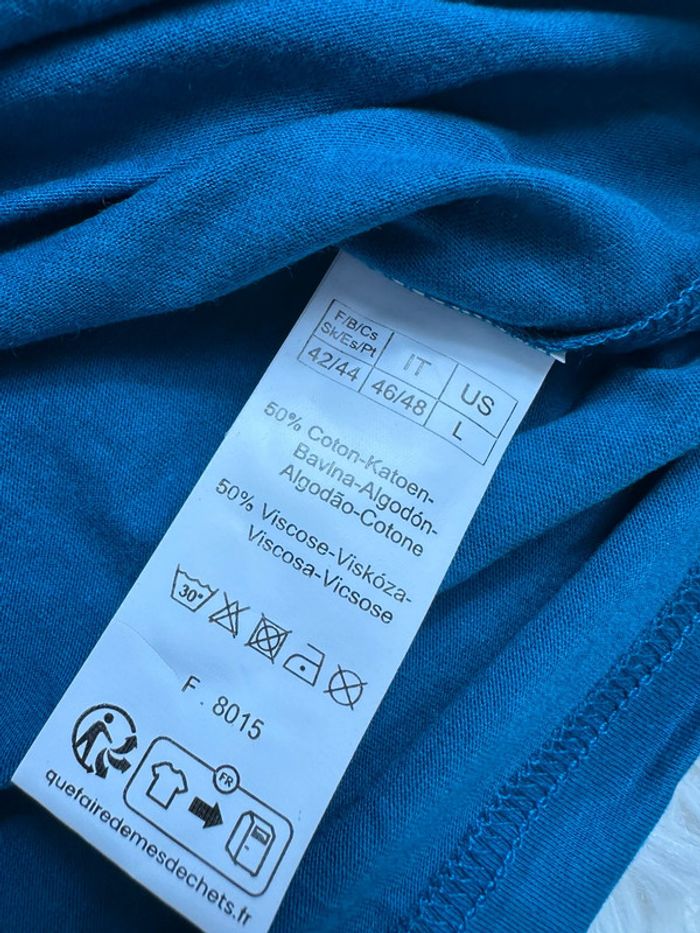 F/B/Cs
Sk/Es/Pt
IT
US
42/44
46/48
L
50% Coton-Katoen-
Bavlna-Algodón-
Algodão-Cotone
50% Viscose-Viskóza-
Viscosa-Vicsose
30°
F. 8015
FR
quefairedemesdechets.fr